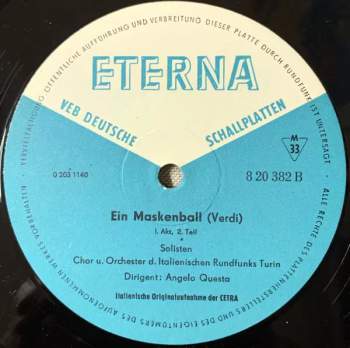 VERVIELFÄLTIGUNG, ÖFFENTLICHE AUFFÜHRUNG UND VERBREITUNG DIESER PLATTE DURCH RUNDFUNK IST UNTERSAGT · ALLE RECHTE DES PLATTENHERSTELLERS UND DES EIGENTÜMERS DES AUFGENOMMENEN WERKES VORBEHALTEN
ETERNA
VEB DEUTSCHE SCHALLPLATTEN
M
33
0 203 1140
8 20 382 B
Ein Maskenball (Verdi)
I. Akt, 2. Teil
Solisten
Chor u. Orchester d. Italienischen Rundfunks Turin
Dirigent: Angelo Questa
Italienische Originalaufnahme der CETRA